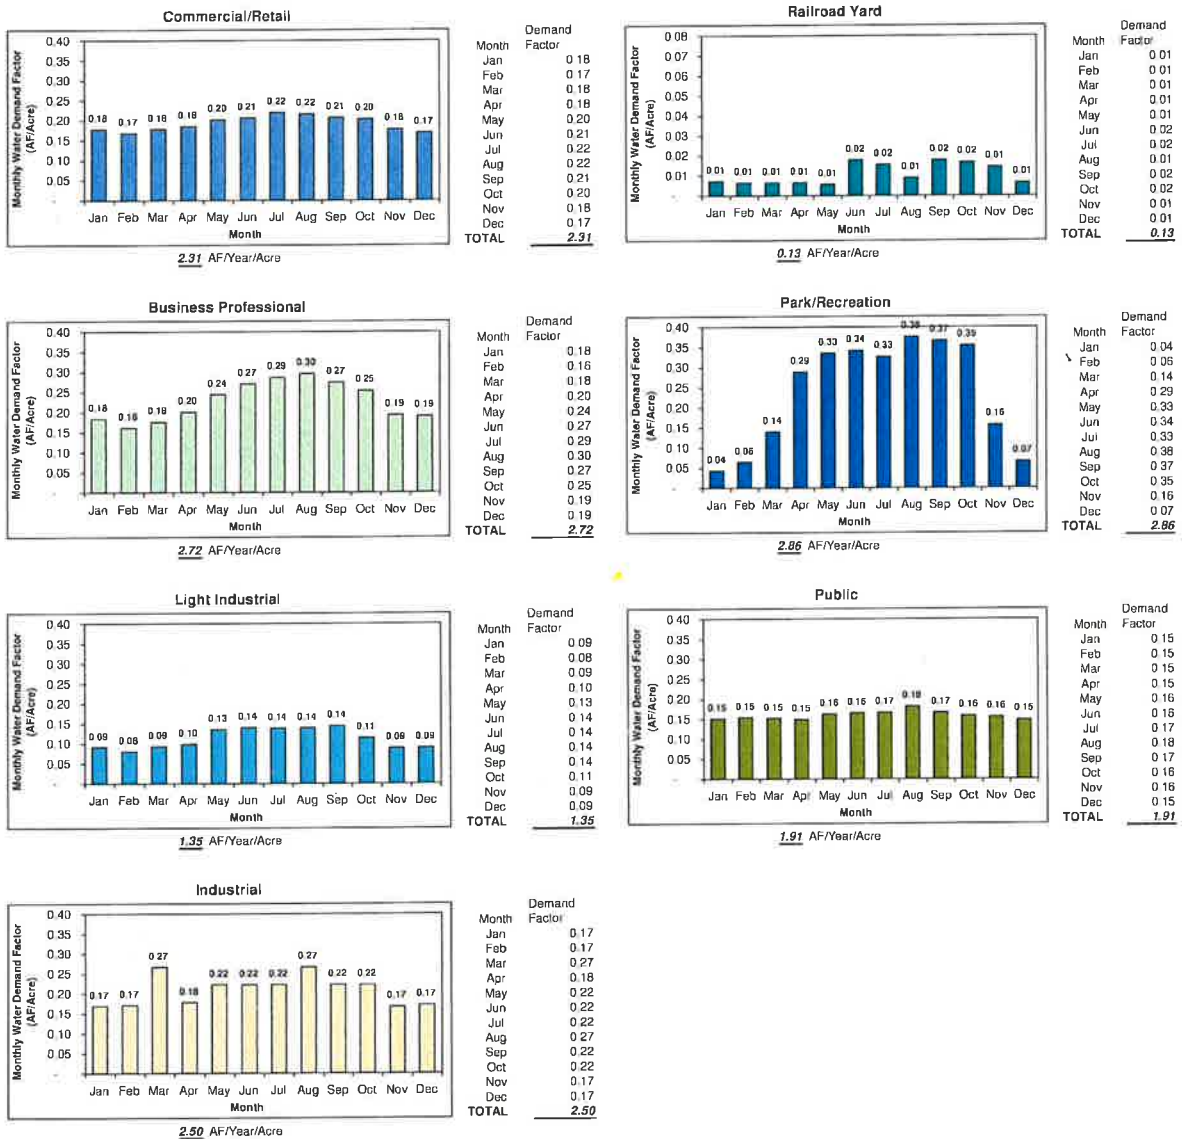 Commercial/Retail
Monthly Water Demand Factor
(AF/Acre)
0.40
0.35
0.30
0.25
0.20
0.15
0.10
0.05
-
0.18 0.17 0.18 0.18 0.20 0.21 0.22 0.22 0.21 0.20 0.18 0.17
Jan Feb Mar Apr May Jun Jul Aug Sep Oct Nov Dec
Month
2.31 AF/Year/Acre
Demand
Month Factor
Jan 0.18
Feb 0.17
Mar 0.18
Apr 0.18
May 0.20
Jun 0.21
Jul 0.22
Aug 0.22
Sep 0.21
Oct 0.20
Nov 0.18
Dec 0.17
TOTAL 2.31
Railroad Yard
Monthly Water Demand Factor
(AF/Acre)
0.08
0.07
0.06
0.05
0.04
0.03
0.02
0.01
-
0.01 0.01 0.01 0.01 0.01 0.02 0.02 0.01 0.02 0.02 0.01 0.01
Jan Feb Mar Apr May Jun Jul Aug Sep Oct Nov Dec
Month
0.13 AF/Year/Acre
Demand
Month Factor
Jan 0.01
Feb 0.01
Mar 0.01
Apr 0.01
May 0.01
Jun 0.02
Jul 0.02
Aug 0.01
Sep 0.02
Oct 0.02
Nov 0.01
Dec 0.01
TOTAL 0.13
Business Professional
Monthly Water Demand Factor
(AF/Acre)
0.40
0.35
0.30
0.25
0.20
0.15
0.10
0.05
-
0.18 0.16 0.18 0.20 0.24 0.27 0.29 0.30 0.27 0.25 0.19 0.19
Jan Feb Mar Apr May Jun Jul Aug Sep Oct Nov Dec
Month
2.72 AF/Year/Acre
Demand
Month Factor
Jan 0.18
Feb 0.16
Mar 0.18
Apr 0.20
May 0.24
Jun 0.27
Jul 0.29
Aug 0.30
Sep 0.27
Oct 0.25
Nov 0.19
Dec 0.19
TOTAL 2.72
Park/Recreation
Monthly Water Demand Factor
(AF/Acre)
0.40
0.35
0.30
0.25
0.20
0.15
0.10
0.05
-
0.04 0.06 0.14 0.29 0.33 0.34 0.33 0.38 0.37 0.35 0.16 0.07
Jan Feb Mar Apr May Jun Jul Aug Sep Oct Nov Dec
Month
2.86 AF/Year/Acre
Demand
Month Factor
Jan 0.04
Feb 0.06
Mar 0.14
Apr 0.29
May 0.33
Jun 0.34
Jul 0.33
Aug 0.38
Sep 0.37
Oct 0.35
Nov 0.16
Dec 0.07
TOTAL 2.86
Light Industrial
Monthly Water Demand Factor
(AF/Acre)
0.40
0.35
0.30
0.25
0.20
0.15
0.10
0.05
-
0.09 0.08 0.09 0.10 0.13 0.14 0.14 0.14 0.14 0.11 0.09 0.09
Jan Feb Mar Apr May Jun Jul Aug Sep Oct Nov Dec
Month
1.35 AF/Year/Acre
Demand
Month Factor
Jan 0.09
Feb 0.08
Mar 0.09
Apr 0.10
May 0.13
Jun 0.14
Jul 0.14
Aug 0.14
Sep 0.14
Oct 0.11
Nov 0.09
Dec 0.09
TOTAL 1.35
Public
Monthly Water Demand Factor
(AF/Acre)
0.40
0.35
0.30
0.25
0.20
0.15
0.10
0.05
-
0.15 0.15 0.15 0.15 0.16 0.16 0.17 0.18 0.17 0.16 0.16 0.15
Jan Feb Mar Apr May Jun Jul Aug Sep Oct Nov Dec
Month
1.91 AF/Year/Acre
Demand
Month Factor
Jan 0.15
Feb 0.15
Mar 0.15
Apr 0.15
May 0.16
Jun 0.16
Jul 0.17
Aug 0.18
Sep 0.17
Oct 0.16
Nov 0.16
Dec 0.15
TOTAL 1.91
Industrial
Monthly Water Demand Factor
(AF/Acre)
0.40
0.35
0.30
0.25
0.20
0.15
0.10
0.05
-
0.17 0.17 0.27 0.18 0.22 0.22 0.22 0.27 0.22 0.22 0.17 0.17
Jan Feb Mar Apr May Jun Jul Aug Sep Oct Nov Dec
Month
2.50 AF/Year/Acre
Demand
Month Factor
Jan 0.17
Feb 0.17
Mar 0.27
Apr 0.18
May 0.22
Jun 0.22
Jul 0.22
Aug 0.27
Sep 0.22
Oct 0.22
Nov 0.17
Dec 0.17
TOTAL 2.50